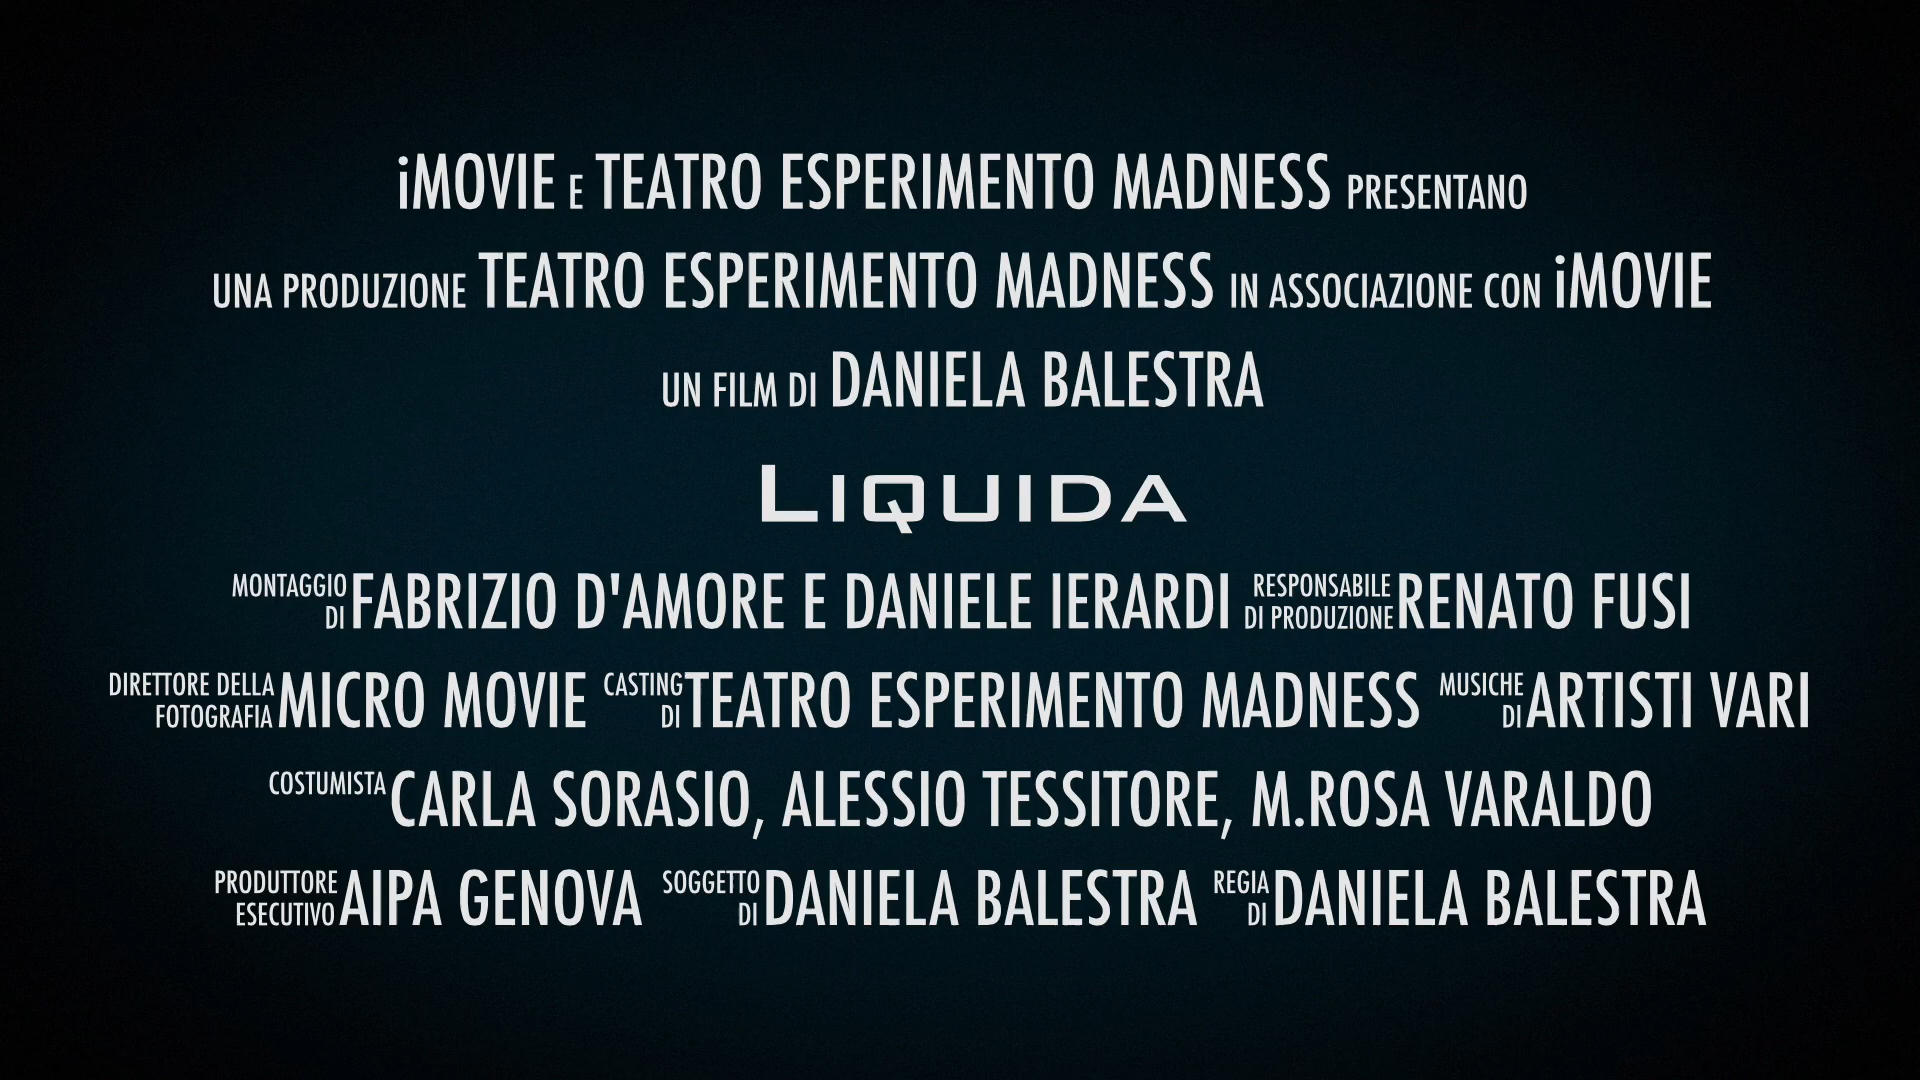 iMOVIE E TEATRO ESPERIMENTO MADNESS PRESENTANO
UNA PRODUZIONE TEATRO ESPERIMENTO MADNESS IN ASSOCIAZIONE CON iMOVIE
UN FILM DI DANIELA BALESTRA
LIQUIDA
MONTAGGIO DI FABRIZIO D'AMORE E DANIELE IERARDI RESPONSABILE DI PRODUZIONE RENATO FUSI
DIRETTORE DELLA FOTOGRAFIA MICRO MOVIE CASTING DI TEATRO ESPERIMENTO MADNESS MUSICHE DI ARTISTI VARI
COSTUMISTA CARLA SORASIO, ALESSIO TESSITORE, M.ROSA VARALDO
PRODUTTORE ESECUTIVO AIPA GENOVA SOGGETTO DI DANIELA BALESTRA REGIA DI DANIELA BALESTRA